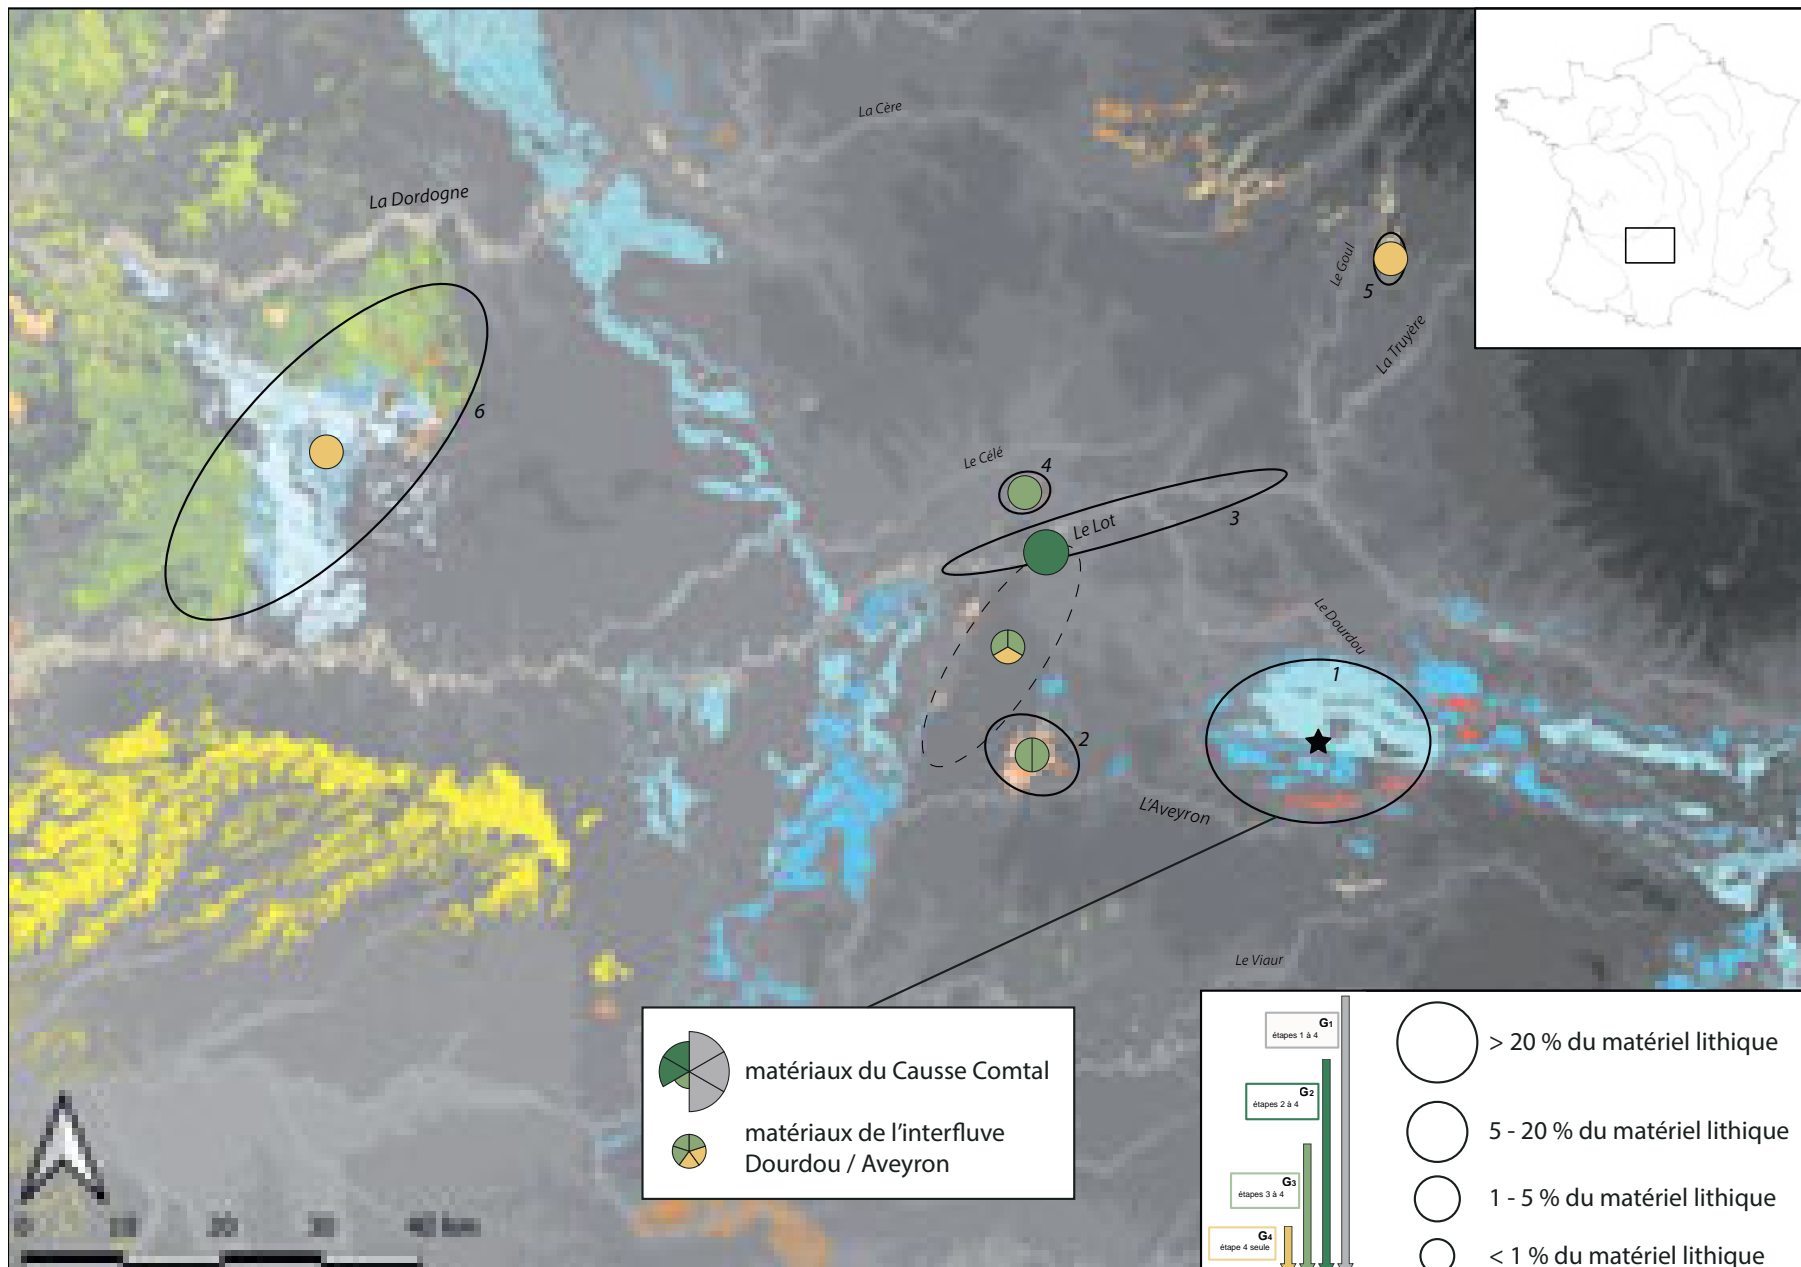 La Cère
La Dordogne
Le Goul
5
La Truyère
6
Le Célé
4
3
Le Lot
Le Dourdou
1
2
L'Aveyron
Le Viaur
matériaux du Causse Comtal
matériaux de l'interfluve
Dourdou / Aveyron
G1
étapes 1 à 4
G2
étapes 2 à 4
G3
étapes 3 à 4
G4
étape 4 seule
> 20 % du matériel lithique
5 - 20 % du matériel lithique
1 - 5 % du matériel lithique
< 1 % du matériel lithique
0 10 20 30 40 km